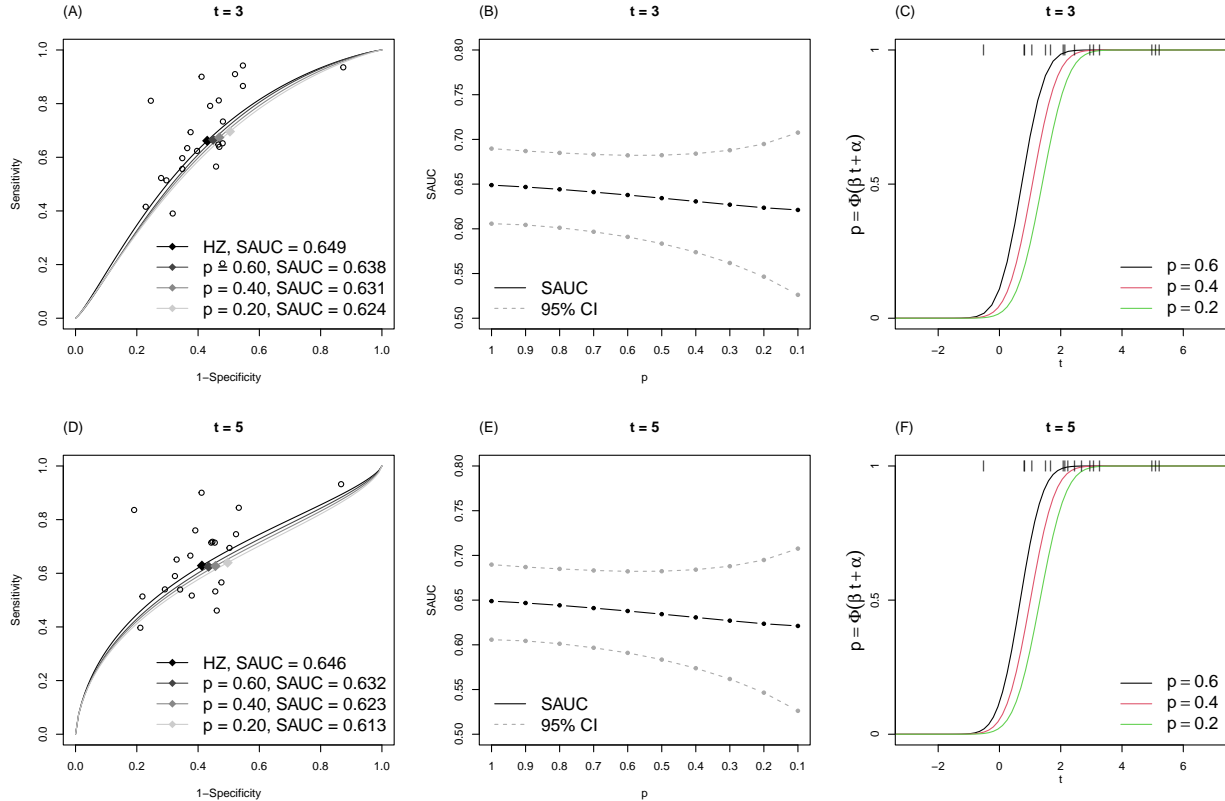 (A)
t = 3
Sensitivity
0.0
0.2
0.4
0.6
0.8
1.0
HZ, SAUC = 0.649
p = 0.60, SAUC = 0.638
p = 0.40, SAUC = 0.631
p = 0.20, SAUC = 0.624
0.0 0.2 0.4 0.6 0.8 1.0
1−Specificity
(B)
t = 3
SAUC
0.50
0.55
0.60
0.65
0.70
0.75
0.80
SAUC
95% CI
1 0.9 0.8 0.7 0.6 0.5 0.4 0.3 0.2 0.1
p
(C)
t = 3
p = Φ(β t + α)
0
0.5
1
p = 0.6
p = 0.4
p = 0.2
−2 0 2 4 6
t
(D)
t = 5
Sensitivity
0.0
0.2
0.4
0.6
0.8
1.0
HZ, SAUC = 0.646
p = 0.60, SAUC = 0.632
p = 0.40, SAUC = 0.623
p = 0.20, SAUC = 0.613
0.0 0.2 0.4 0.6 0.8 1.0
1−Specificity
(E)
t = 5
SAUC
0.50
0.55
0.60
0.65
0.70
0.75
0.80
SAUC
95% CI
1 0.9 0.8 0.7 0.6 0.5 0.4 0.3 0.2 0.1
p
(F)
t = 5
p = Φ(β t + α)
0
0.5
1
p = 0.6
p = 0.4
p = 0.2
−2 0 2 4 6
t